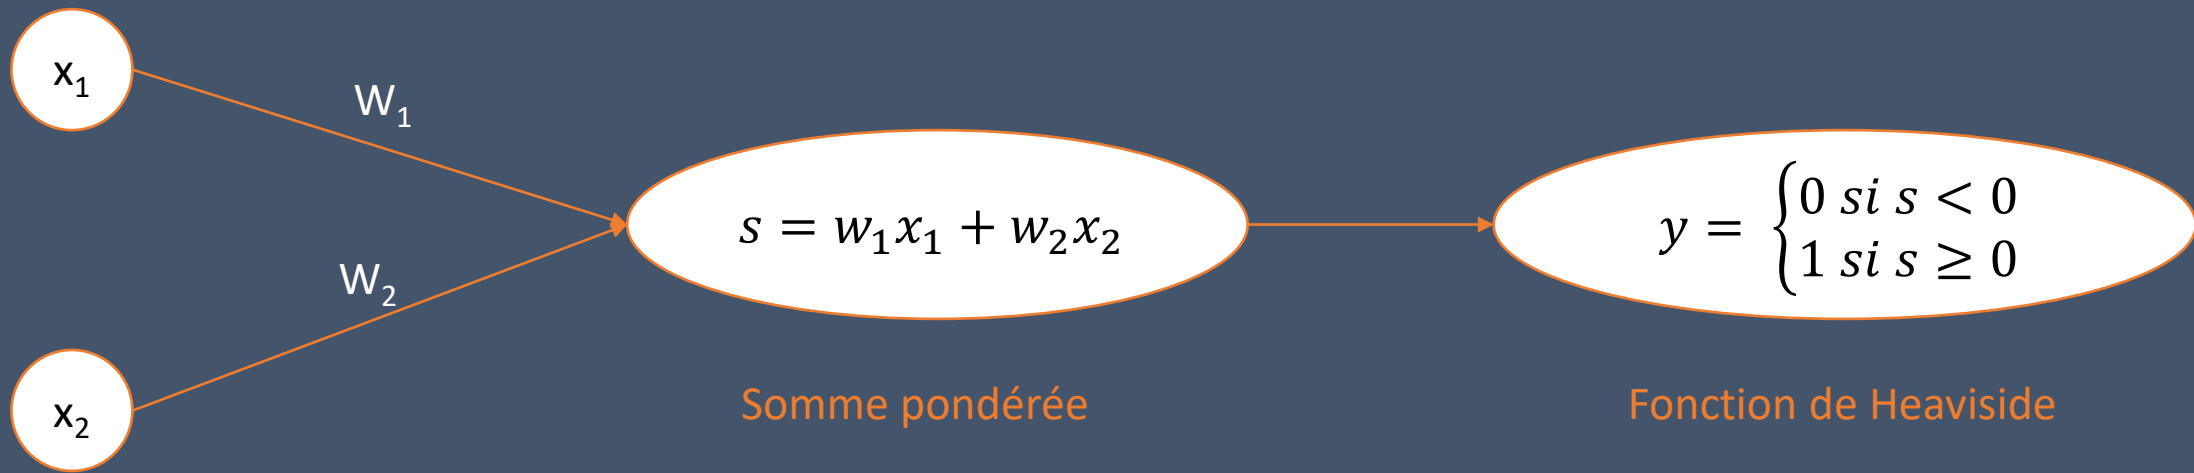 x₁
W₁
s = w₁x₁ + w₂x₂
y = {0 si s < 0
1 si s ≥ 0
W₂
x₂
Somme pondérée
Fonction de Heaviside